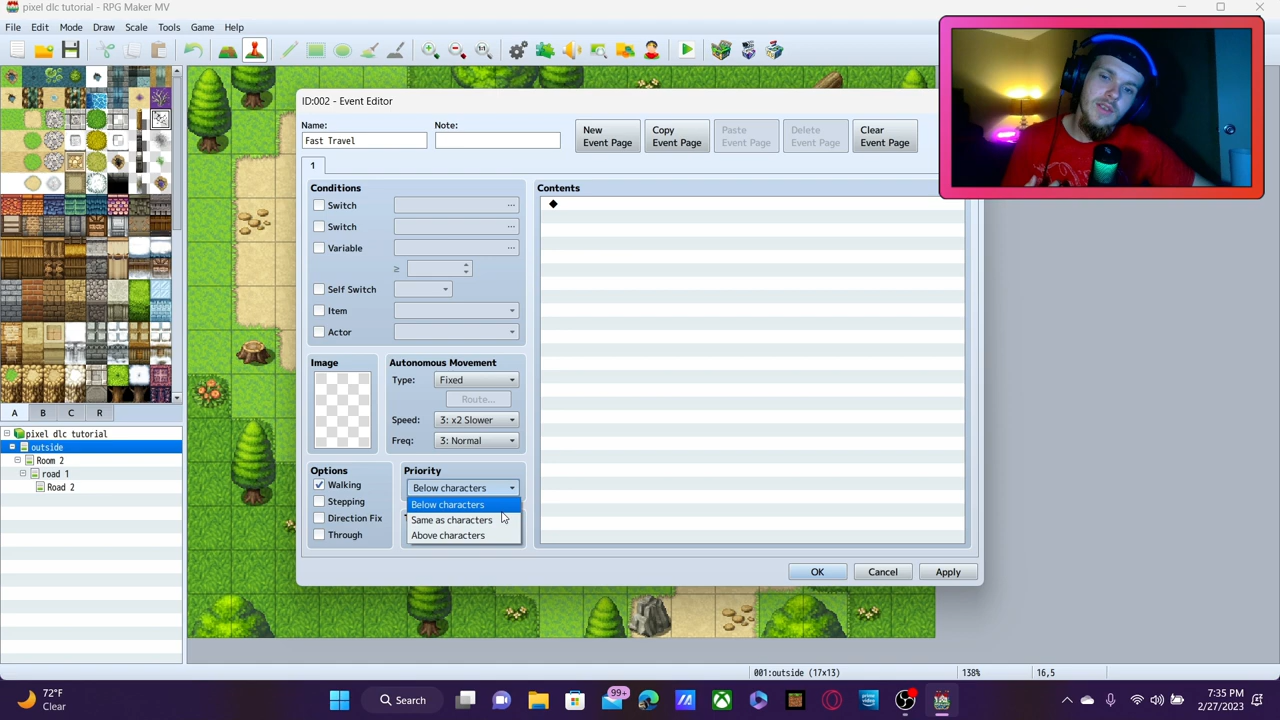 pixel dlc tutorial - RPG Maker MV
File Edit Mode Draw Scale Tools Game Help
ID:002 - Event Editor
Name: Note:
Fast Travel
New Event Page
Copy Event Page
Paste Event Page
Delete Event Page
Clear Event Page
1
Conditions
Switch ...
Switch ...
Variable ...
≥
Self Switch
Item
Actor
Image
Autonomous Movement
Type: Fixed
Route...
Speed: 3: x2 Slower
Freq: 3: Normal
Options
Walking
Stepping
Direction Fix
Through
Priority
Below characters
Below characters
Same as characters
Above characters
Contents
◆
OK Cancel Apply
A B C R
pixel dlc tutorial
outside
Room 2
road 1
Road 2
001:outside (17x13) 138% 16,5
72°F
Clear
Search
99+
7:35 PM
2/27/2023